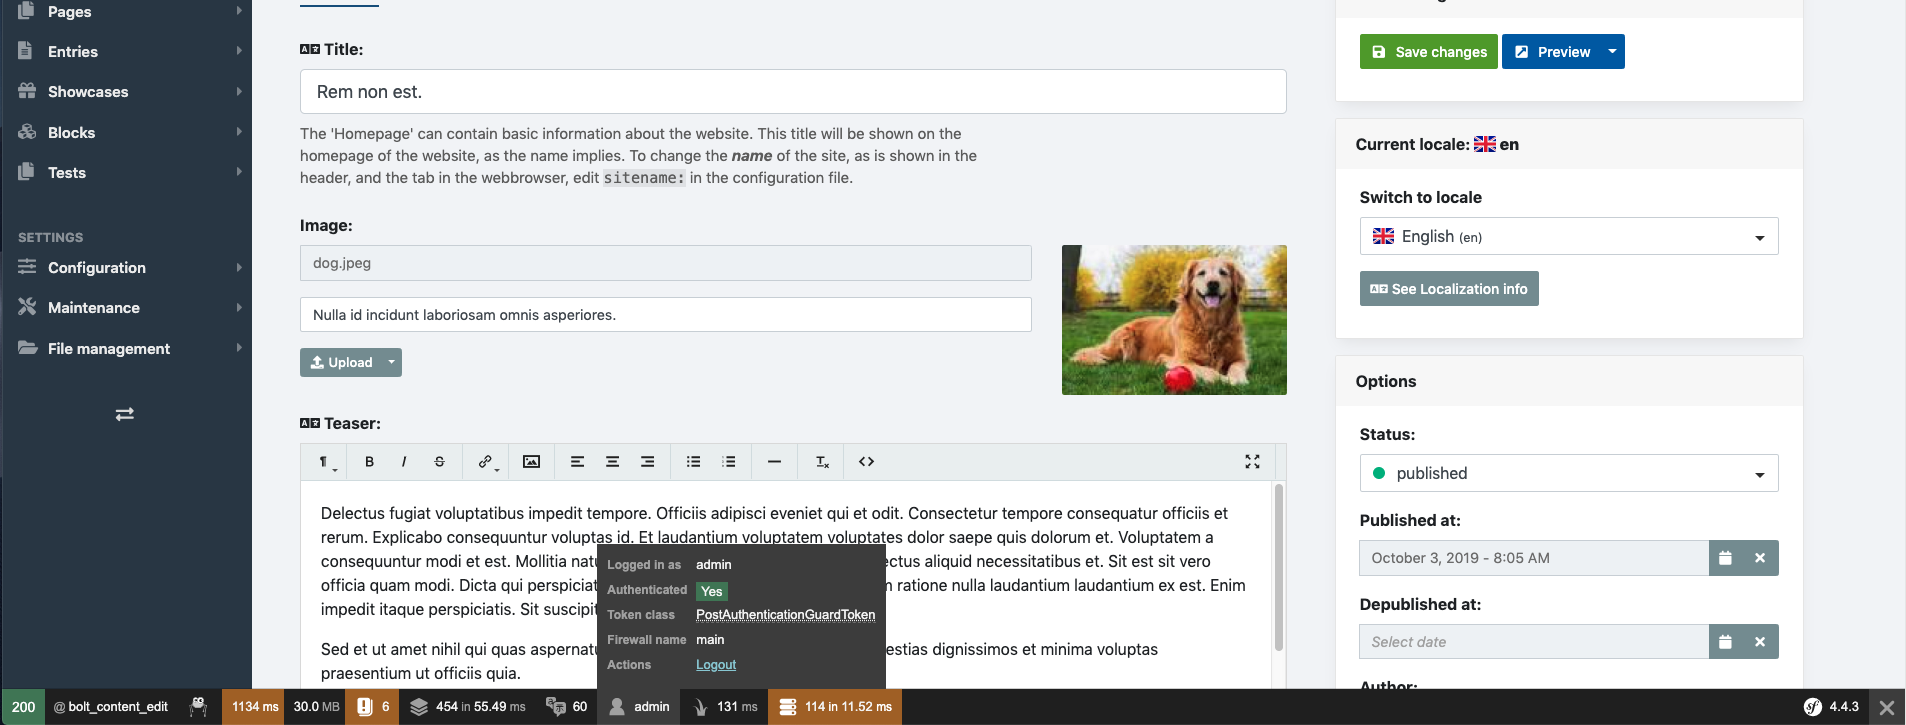 Pages
Entries
Showcases
Blocks
Tests
SETTINGS
Configuration
Maintenance
File management
Title:
Rem non est.
The 'Homepage' can contain basic information about the website. This title will be shown on the
homepage of the website, as the name implies. To change the name of the site, as is shown in the
header, and the tab in the webbrowser, edit sitename: in the configuration file.
Image:
dog.jpeg
Nulla id incidunt laboriosam omnis asperiores.
Upload
Teaser:
Delectus fugiat voluptatibus impedit tempore. Officiis adipisci eveniet qui et odit. Consectetur tempore consequatur officiis et
rerum. Explicabo consequuntur voluptas id. Et laudantium voluptatem voluptates dolor saepe quis dolorum et. Voluptatem a
consequuntur modi et est. Mollitia natu ectus aliquid necessitatibus et. Sit est sit vero
officia quam modi. Dicta qui perspiciat ratione nulla laudantium laudantium ex est. Enim
impedit itaque perspiciatis. Sit suscipit
Sed et ut amet nihil qui quas aspernatu estias dignissimos et minima voluptas
praesentium ut officiis quia.
Logged in as admin
Authenticated Yes
Token class PostAuthenticationGuardToken
Firewall name main
Actions Logout
Save changes
Preview
Current locale: en
Switch to locale
English (en)
See Localization info
Options
Status:
published
Published at:
October 3, 2019 - 8:05 AM
Depublished at:
Select date
Author:
200 @ bolt_content_edit 1134 ms 30.0 MB 6 454 in 55.49 ms 60 admin 131 ms 114 in 11.52 ms sf 4.4.3